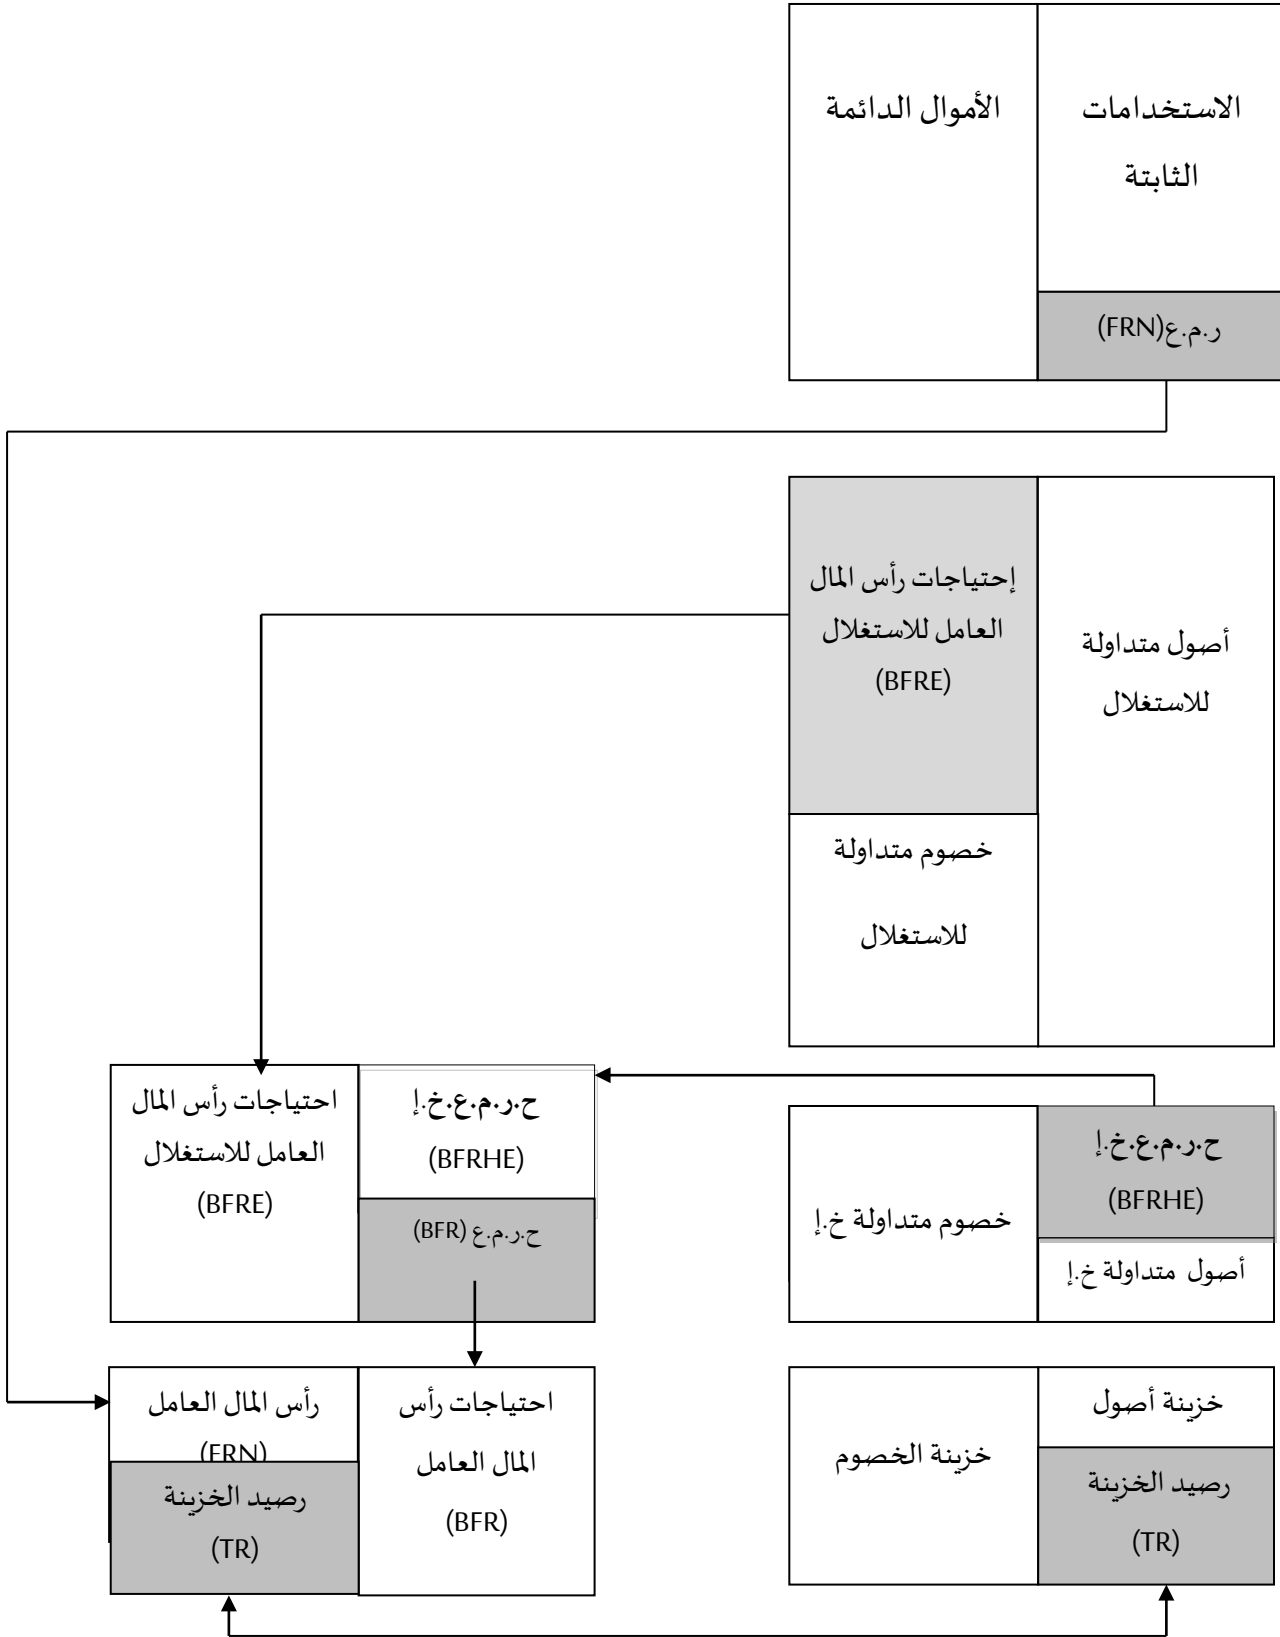 الاستخدامات
الثابتة
ر.م.ع(FRN)
الأموال الدائمة
أصول متداولة
للاستغلال
إحتياجات رأس المال
العامل للاستغلال
(BFRE)
خصوم متداولة
للاستغلال
ح.ر.م.ع.خ.إ
(BFRHE)
أصول متداولة خ.إ
خصوم متداولة خ.إ
ح.ر.م.ع.خ.إ
(BFRHE)
ح.ر.م.ع (BFR)
احتياجات رأس المال
العامل للاستغلال
(BFRE)
خزينة أصول
رصيد الخزينة
(TR)
خزينة الخصوم
احتياجات رأس
المال العامل
(BFR)
رأس المال العامل
(FRN)
رصيد الخزينة
(TR)